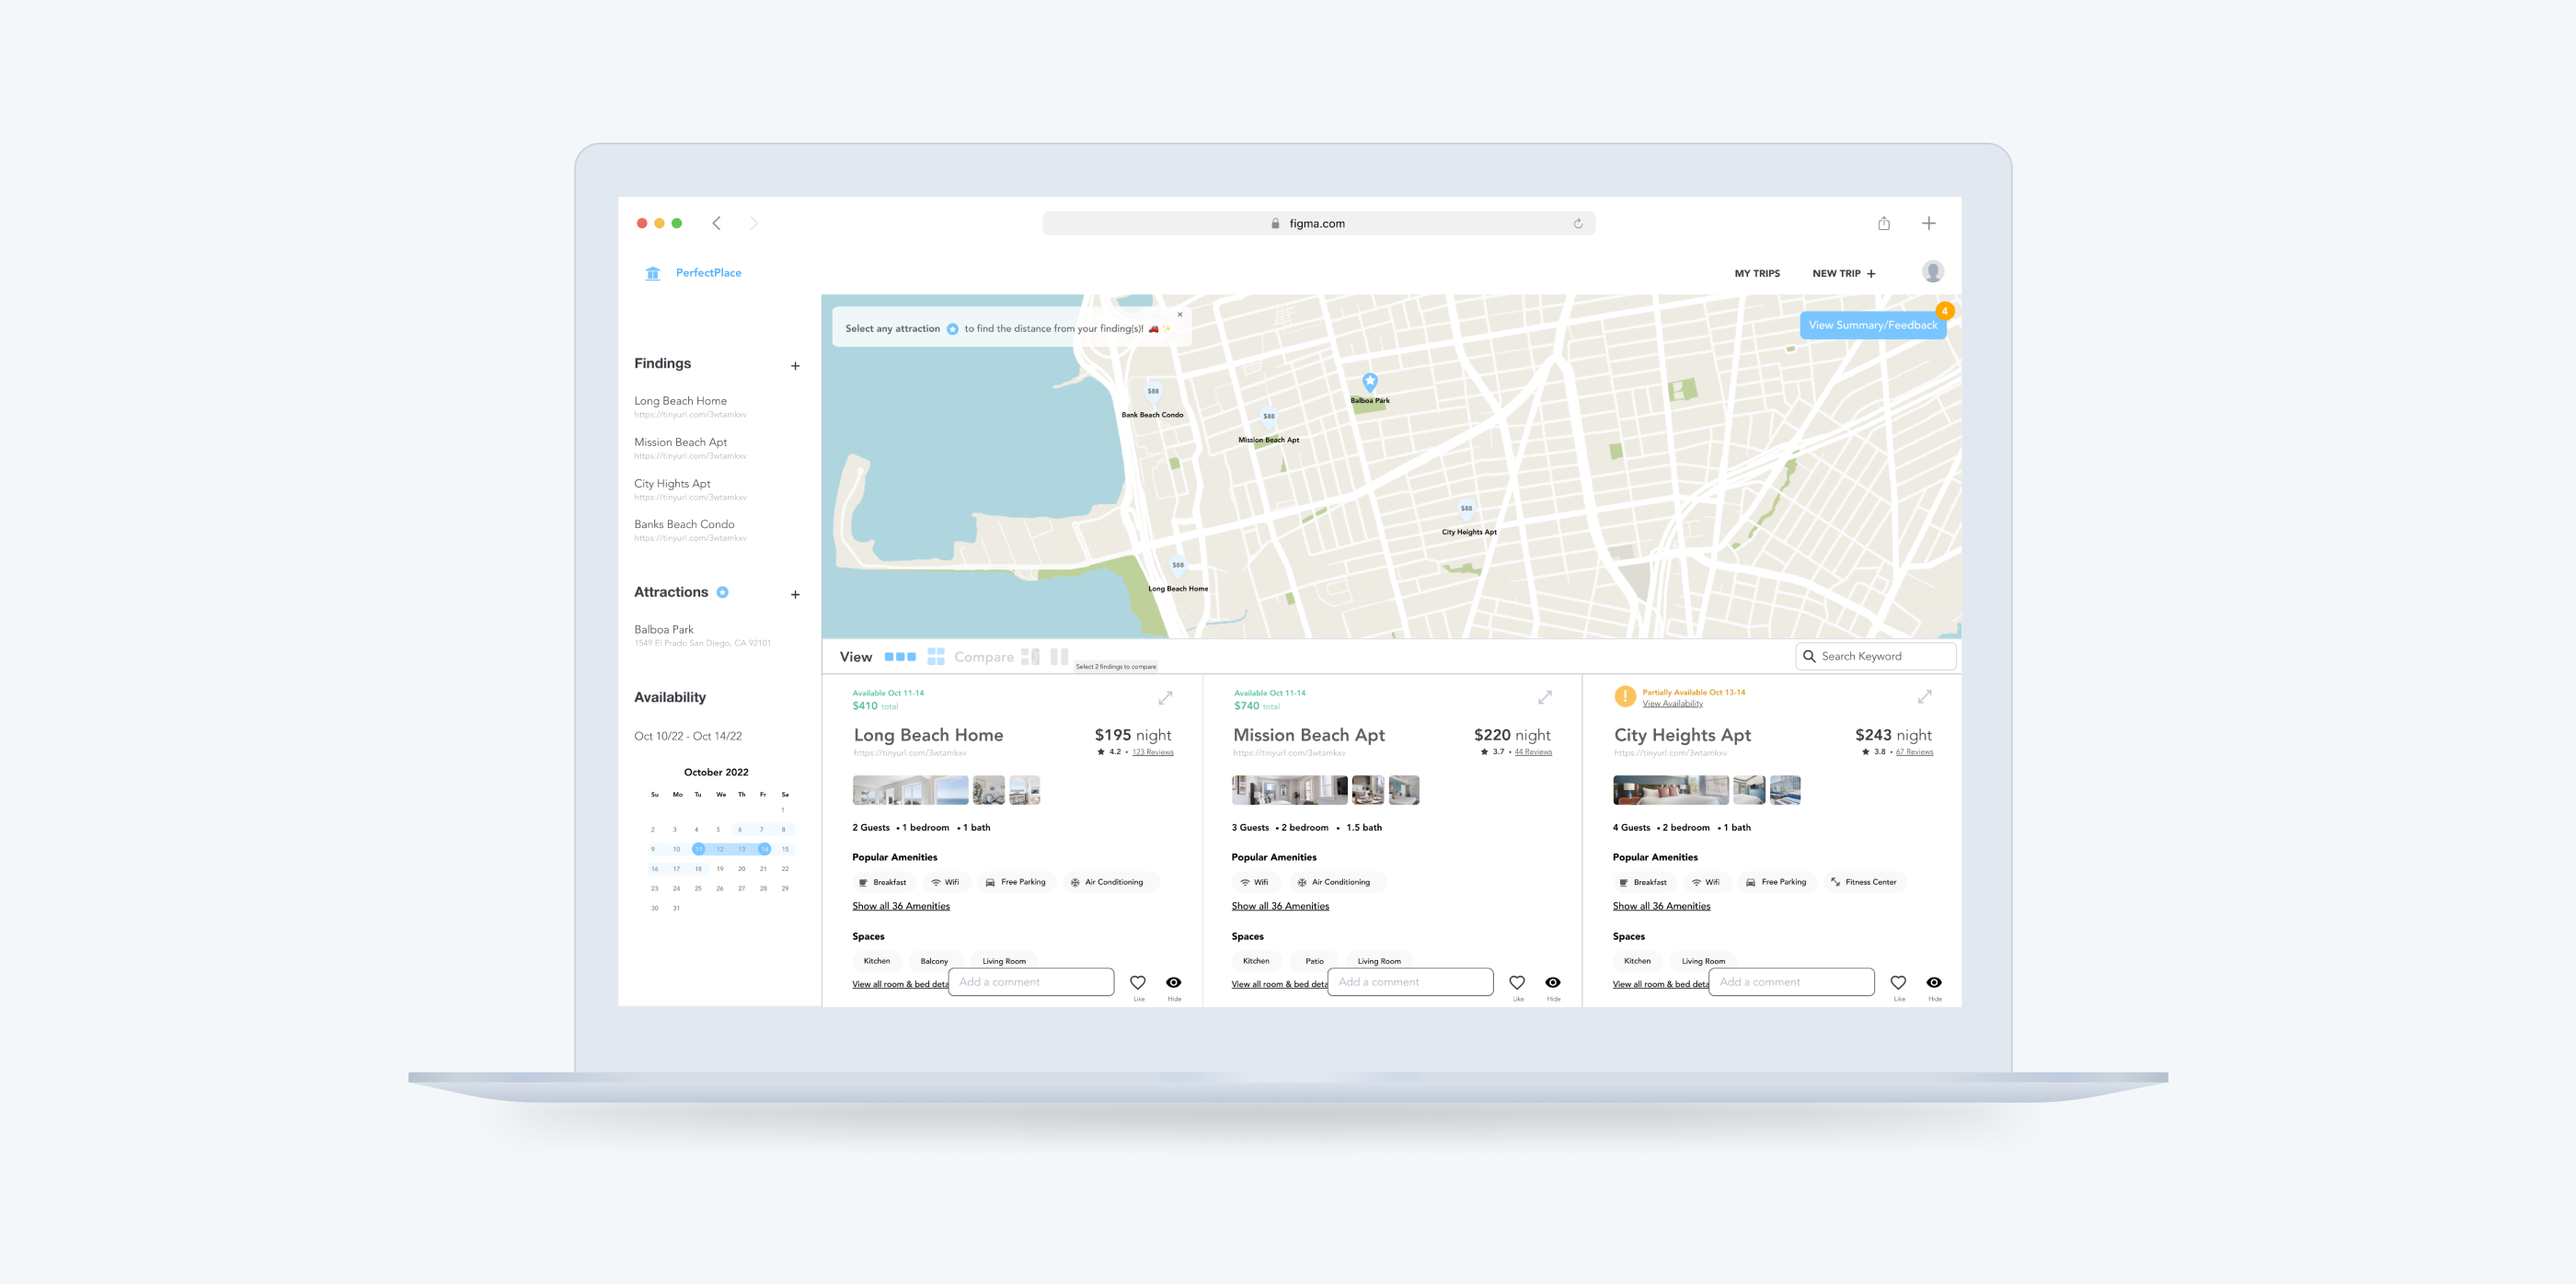 figma.com
PerfectPlace
MY TRIPS
NEW TRIP +
Findings +
Long Beach Home
https://tinyurl.com/3wtamkxv
Mission Beach Apt
https://tinyurl.com/3wtamkxv
City Hights Apt
https://tinyurl.com/3wtamkxv
Banks Beach Condo
https://tinyurl.com/3wtamkxv
Attractions +
Balboa Park
1549 El Prado San Diego, CA 92101
Availability
Oct 10/22 - Oct 14/22
October 2022
Su Mo Tu We Th Fr Sa
1
2 3 4 5 6 7 8
9 10 11 12 13 14 15
16 17 18 19 20 21 22
23 24 25 26 27 28 29
30 31
Select any attraction to find the distance from your finding(s)!
×
4
View Summary/Feedback
$88
Bank Beach Condo
$88
Mission Beach Apt
Balboa Park
$88
City Heights Apt
$88
Long Beach Home
View Compare
Select 2 findings to compare
Search Keyword
Available Oct 11-14
$410 total
Long Beach Home
$195 night
https://tinyurl.com/3wtamkxv
★ 4.2 • 123 Reviews
2 Guests • 1 bedroom • 1 bath
Popular Amenities
Breakfast Wifi Free Parking Air Conditioning
Show all 36 Amenities
Spaces
Kitchen Balcony Living Room
View all room & bed deta
Add a comment
Like
Hide
Available Oct 11-14
$740 total
Mission Beach Apt
$220 night
https://tinyurl.com/3wtamkxv
★ 3.7 • 44 Reviews
3 Guests • 2 bedroom • 1.5 bath
Popular Amenities
Wifi Air Conditioning
Show all 36 Amenities
Spaces
Kitchen Patio Living Room
View all room & bed deta
Add a comment
Like
Hide
!
Partially Available Oct 13-14
View Availability
City Heights Apt
$243 night
https://tinyurl.com/3wtamkxv
★ 3.8 • 67 Reviews
4 Guests • 2 bedroom • 1 bath
Popular Amenities
Breakfast Wifi Free Parking Fitness Center
Show all 36 Amenities
Spaces
Kitchen Living Room
View all room & bed deta
Add a comment
Like
Hide